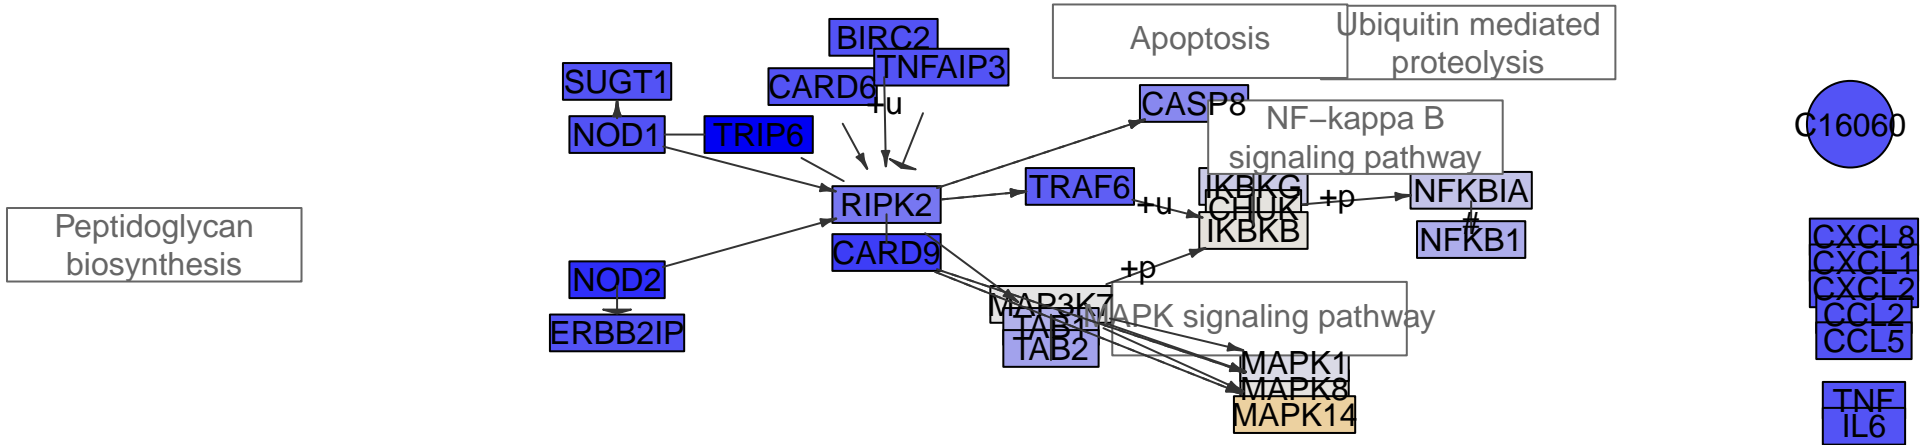 Peptidoglycan
biosynthesis
SUGT1
NOD1
TRIP6
NOD2
ERBB2IP
BIRC2
TNFAIP3
CARD6
+u
RIPK2
CARD9
Apoptosis
Ubiquitin mediated
proteolysis
CASP8
NF−kappa B
signaling pathway
TRAF6
+u
IKBKG
CHUK
IKBKB
+p
NFKBIA
#
NFKB1
+p
MAP3K7
TAB1
TAB2
MAPK signaling pathway
MAPK1
MAPK8
MAPK14
C16060
CXCL8
CXCL1
CXCL2
CCL2
CCL5
TNF
IL6